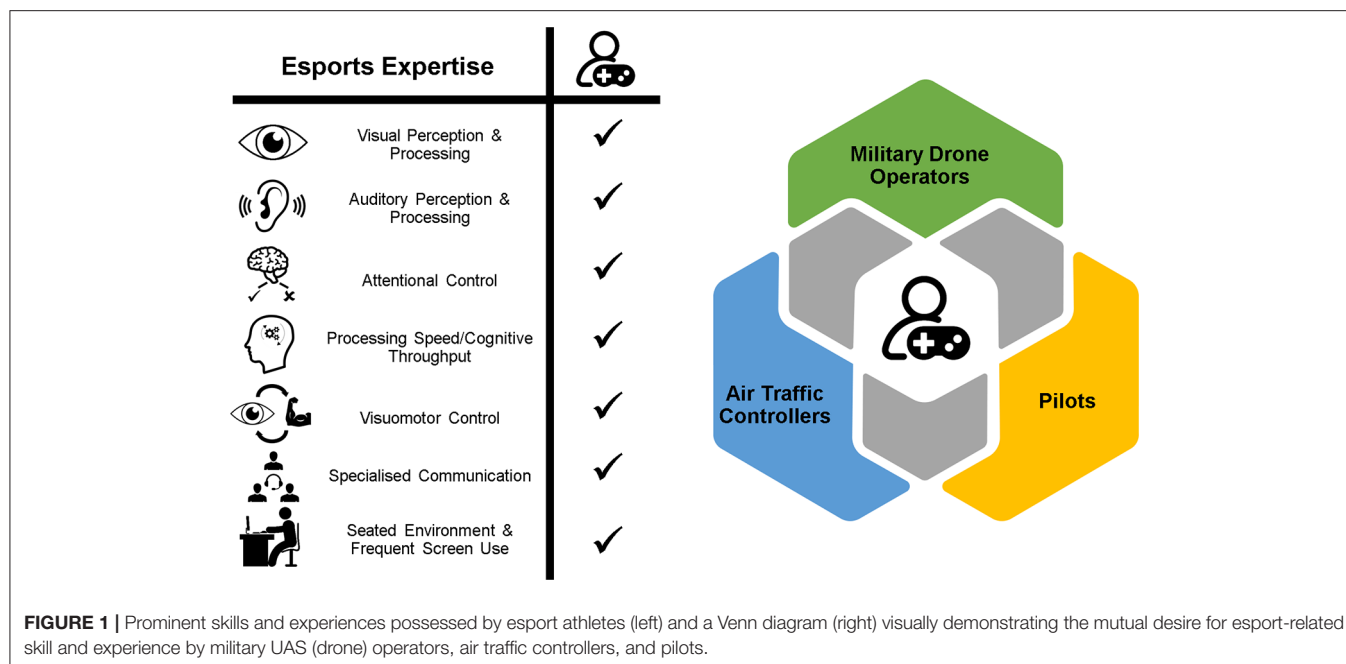 Esports Expertise
Visual Perception &
Processing
Auditory Perception &
Processing
Attentional Control
Processing Speed/Cognitive
Throughput
Visuomotor Control
Specialised Communication
Seated Environment &
Frequent Screen Use
Military Drone
Operators
Air Traffic
Controllers
Pilots
FIGURE 1 | Prominent skills and experiences possessed by esport athletes (left) and a Venn diagram (right) visually demonstrating the mutual desire for esport-related
skill and experience by military UAS (drone) operators, air traffic controllers, and pilots.